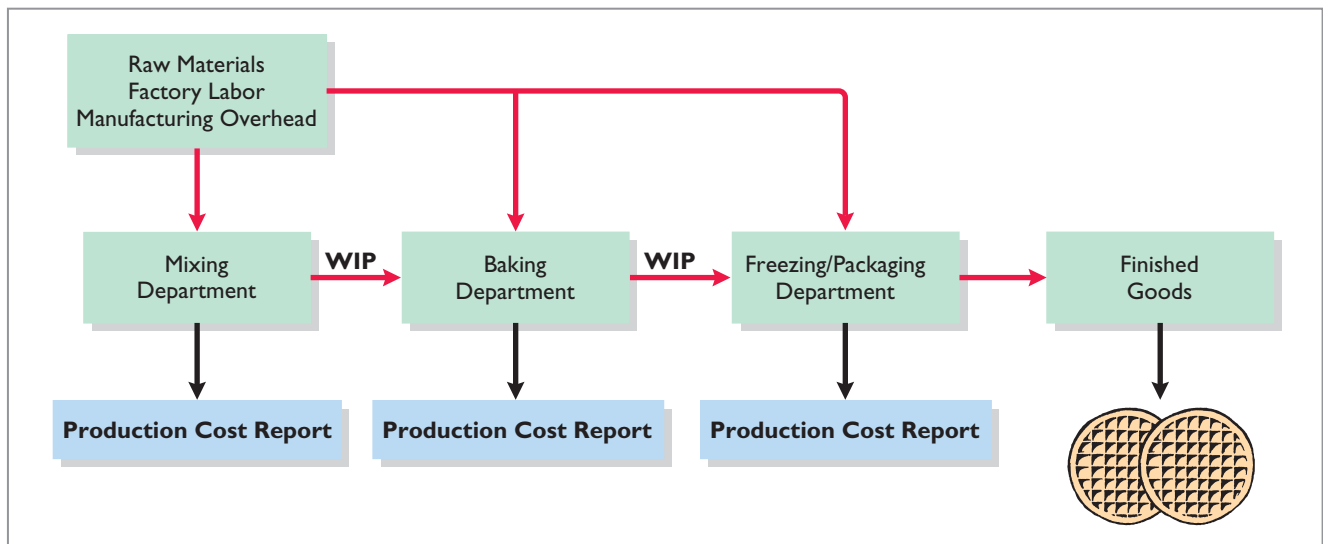 Raw Materials
Factory Labor
Manufacturing Overhead
Mixing
Department
WIP
Baking
Department
WIP
Freezing/Packaging
Department
Finished
Goods
Production Cost Report
Production Cost Report
Production Cost Report